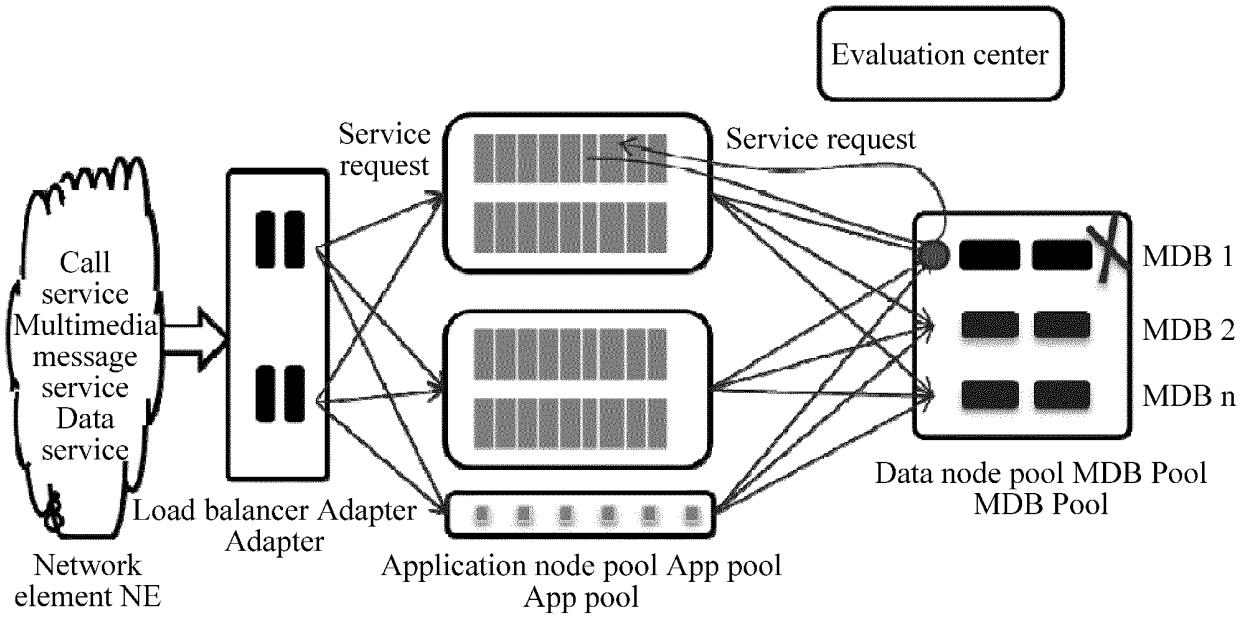 Evaluation center
Service
request
Service request
Call
service
Multimedia
message
service
Data
service
MDB 1
MDB 2
MDB n
Data node pool MDB Pool
MDB Pool
Load balancer Adapter
Adapter
Network
element NE
Application node pool App pool
App pool